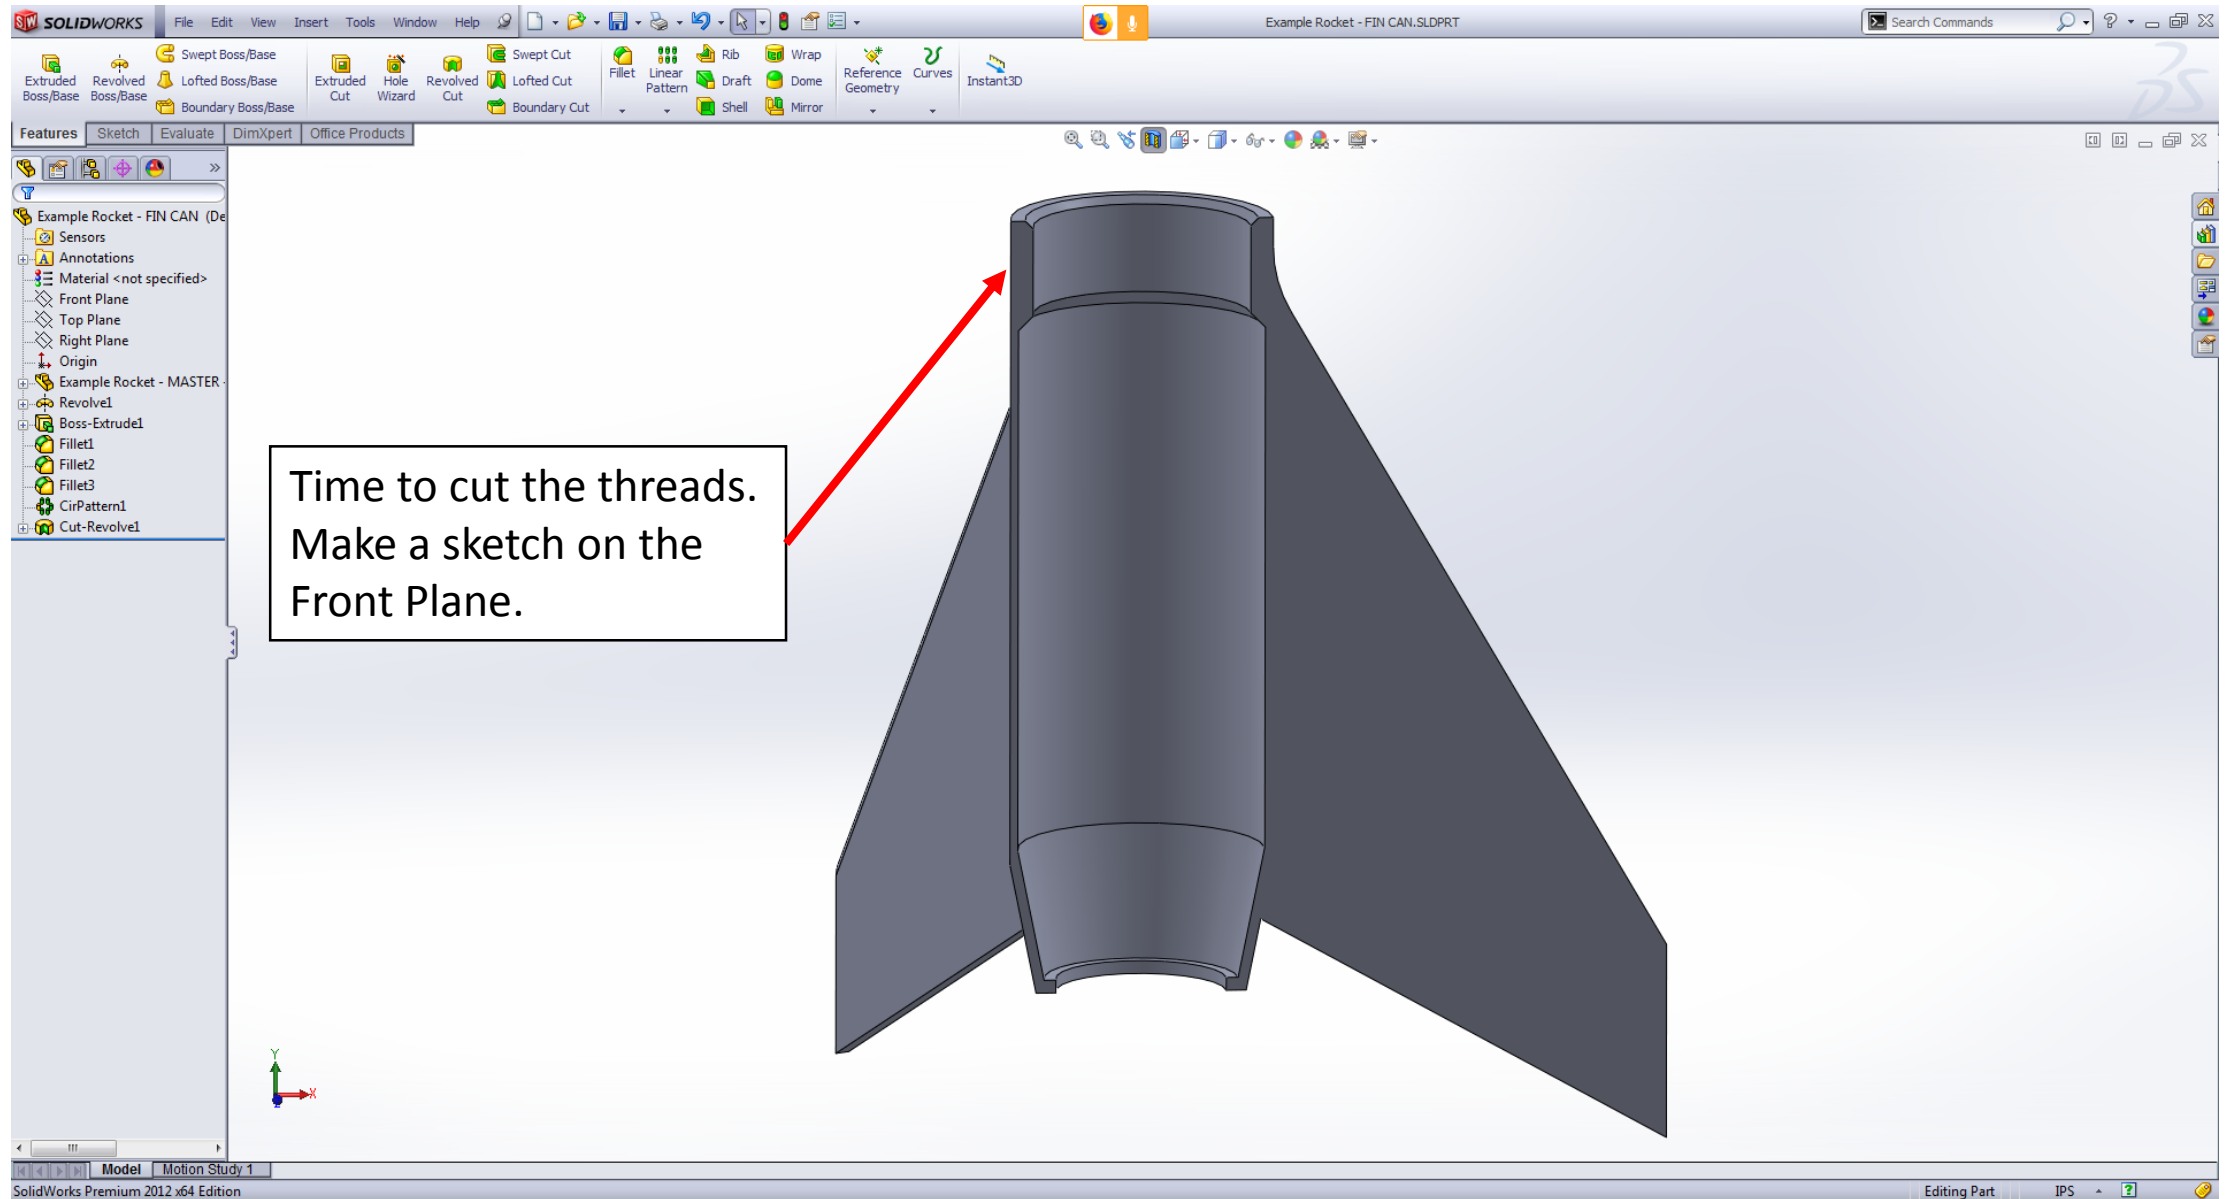 SOLIDWORKS File Edit View Insert Tools Window Help Example Rocket - FIN CAN.SLDPRT Search Commands
Extruded Boss/Base
Revolved Boss/Base
Swept Boss/Base
Lofted Boss/Base
Boundary Boss/Base
Extruded Cut
Hole Wizard
Revolved Cut
Swept Cut
Lofted Cut
Boundary Cut
Fillet
Linear Pattern
Rib
Draft
Shell
Wrap
Dome
Mirror
Reference Geometry
Curves
Instant3D
Features Sketch Evaluate DimXpert Office Products
Example Rocket - FIN CAN (De
Sensors
Annotations
Material <not specified>
Front Plane
Top Plane
Right Plane
Origin
Example Rocket - MASTER -
Revolve1
Boss-Extrude1
Fillet1
Fillet2
Fillet3
CirPattern1
Cut-Revolve1
Time to cut the threads.
Make a sketch on the
Front Plane.
Y
X
Z
Model Motion Study 1
SolidWorks Premium 2012 x64 Edition Editing Part IPS